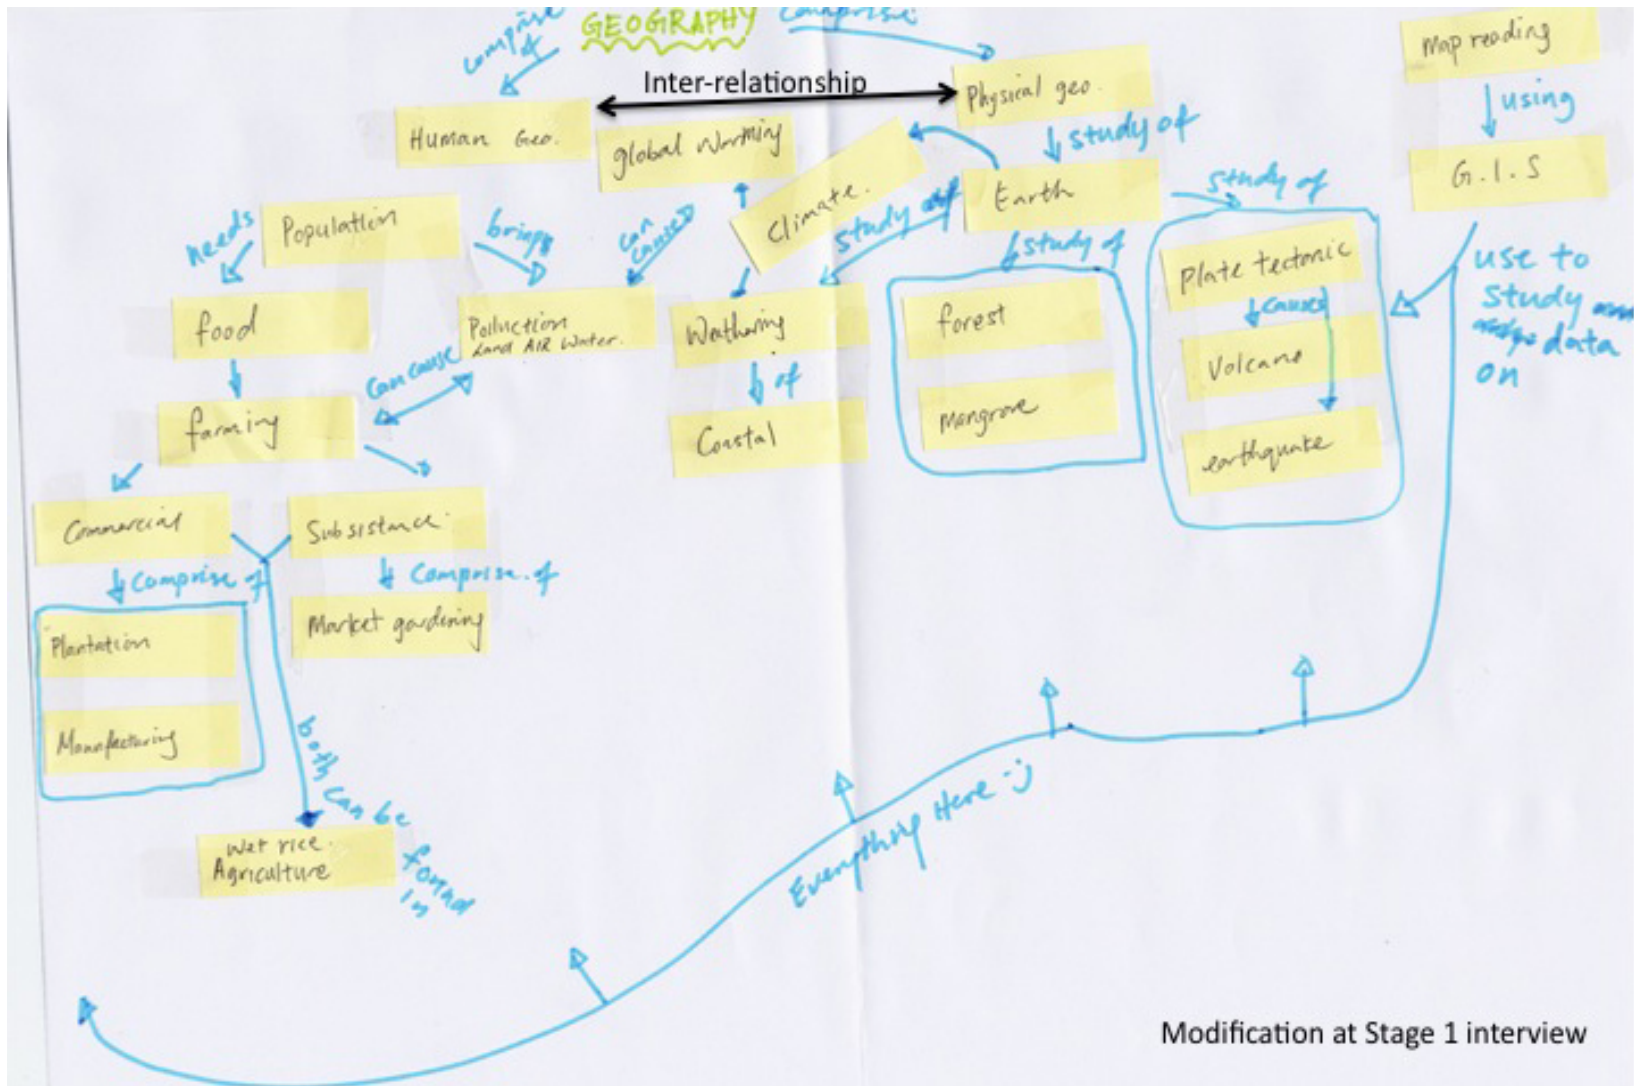 GEOGRAPHY
comprise of
comprise
Map reading
Inter-relationship
Physical geo.
using
Human Geo.
global Warming
study of
G.I.S
Climate.
Earth
study of
needs
Population
brings
can causes
study of
study of
use to
study
data
on
Plate tectonic
causes
food
Polluction
Land AIR Water.
Weathering
forest
Volcano
can cause
of
farming
Coastal
mangrove
earthquake
Commercial
Subsistance.
Comprise of
Comprise of
Plantation
Market gardening
Manufacturing
both can be
found
in
Wet rice.
Agriculture
Everything Here :)
Modification at Stage 1 interview